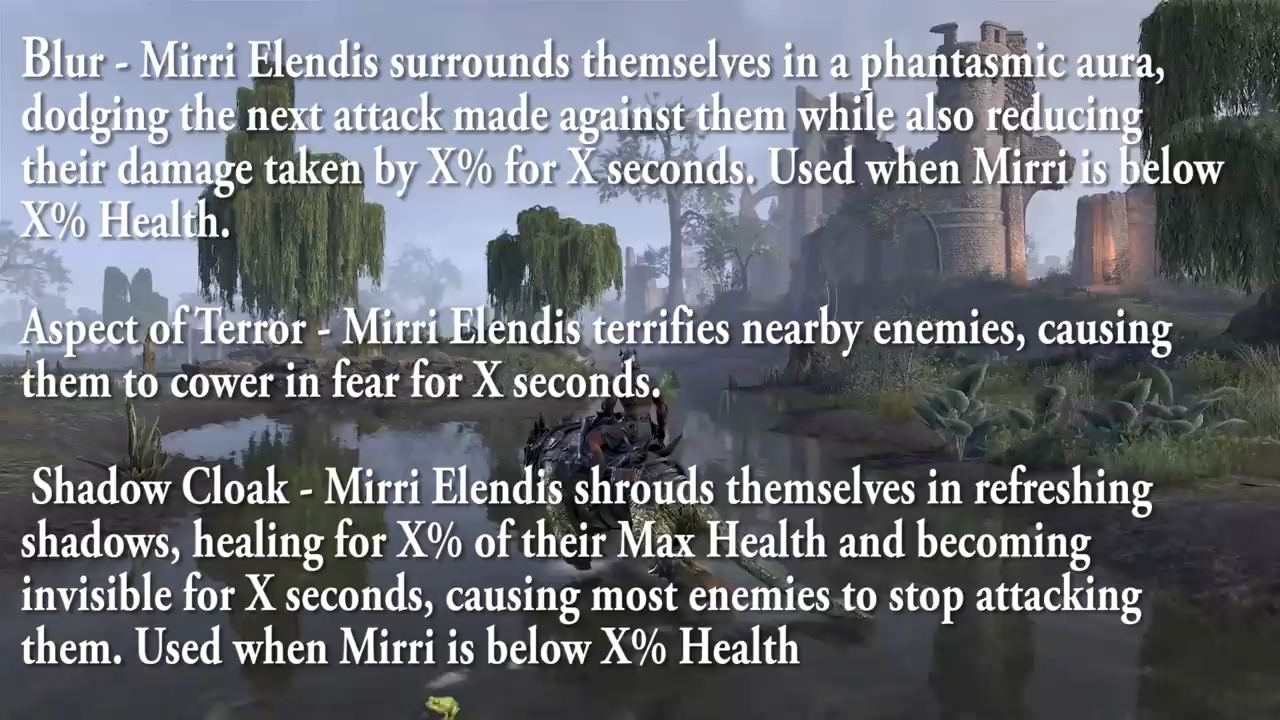 Blur - Mirri Elendis surrounds themselves in a phantasmic aura,
dodging the next attack made against them while also reducing
their damage taken by X% for X seconds. Used when Mirri is below
X% Health.
Aspect of Terror - Mirri Elendis terrifies nearby enemies, causing
them to cower in fear for X seconds.
Shadow Cloak - Mirri Elendis shrouds themselves in refreshing
shadows, healing for X% of their Max Health and becoming
invisible for X seconds, causing most enemies to stop attacking
them. Used when Mirri is below X% Health